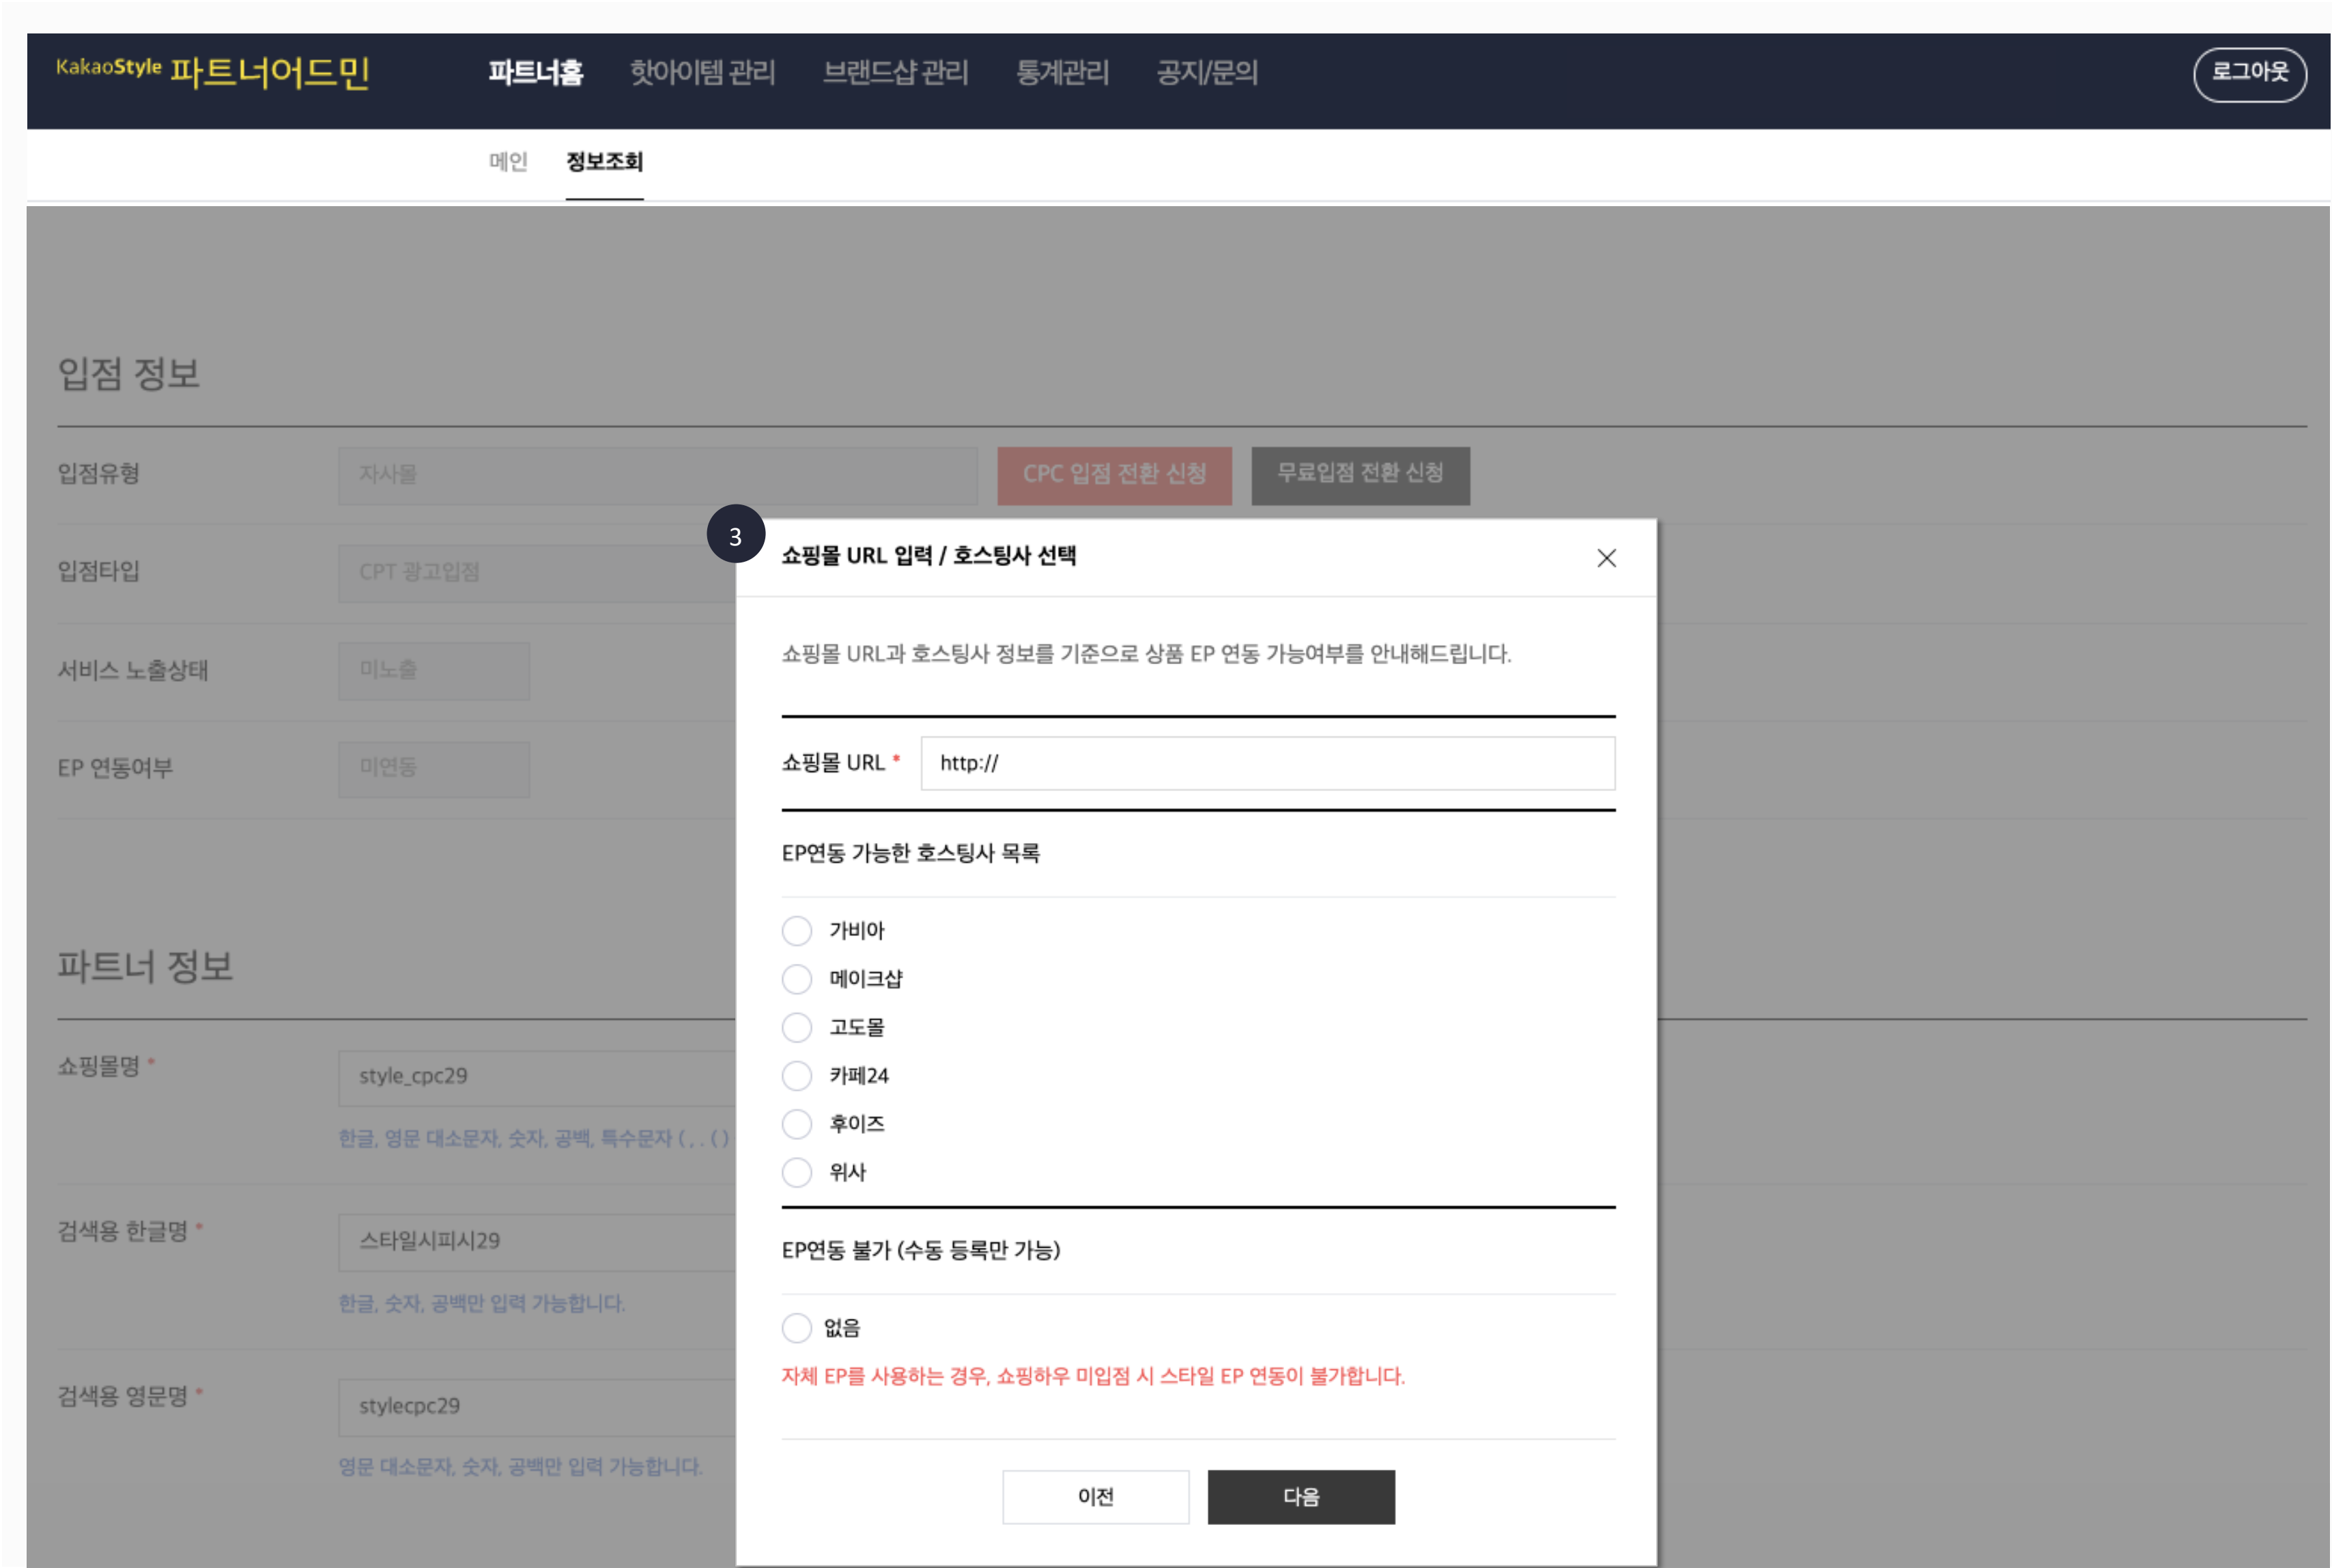 KakaoStyle 파트너어드민 파트너홈 핫아이템 관리 브랜드샵 관리 통계관리 공지/문의 로그아웃
메인 정보조회
입점 정보
입점유형 자사몰 CPC 입점 전환 신청 무료입점 전환 신청
입점타입 CPT 광고입점
서비스 노출상태 미노출
EP 연동여부 미연동
파트너 정보
쇼핑몰명 * style_cpc29
한글, 영문 대소문자, 숫자, 공백, 특수문자 ( , . ( )
검색용 한글명 * 스타일시피시29
한글, 숫자, 공백만 입력 가능합니다.
검색용 영문명 * stylecpc29
영문 대소문자, 숫자, 공백만 입력 가능합니다.
3
쇼핑몰 URL 입력 / 호스팅사 선택
쇼핑몰 URL과 호스팅사 정보를 기준으로 상품 EP 연동 가능여부를 안내해드립니다.
쇼핑몰 URL * http://
EP연동 가능한 호스팅사 목록
가비아
메이크샵
고도몰
카페24
후이즈
위사
EP연동 불가 (수동 등록만 가능)
없음
자체 EP를 사용하는 경우, 쇼핑하우 미입점 시 스타일 EP 연동이 불가합니다.
이전 다음